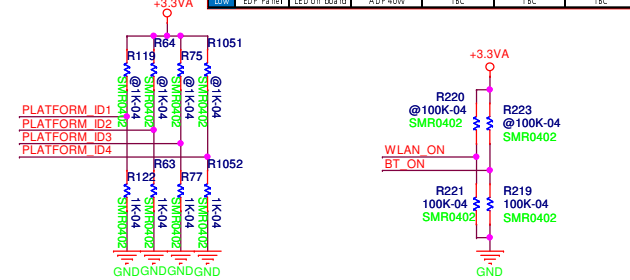 LOW EDP Panel LED On board ADP 40W TBC TBC TBC
+3.3VA
R64 R1051
R119 R75
@1K-04 @1K-04 @1K-04 @1K-04
SMR0402 SMR0402 SMR0402 SMR0402
PLATFORM_ID1
PLATFORM_ID2
PLATFORM_ID3
PLATFORM_ID4
R63 R1052
R122 R77
1K-04 1K-04 1K-04 1K-04
SMR0402 SMR0402 SMR0402 SMR0402
GND GND GND GND
+3.3VA
R220 R223
@100K-04 @100K-04
SMR0402 SMR0402
WLAN_ON
BT_ON
R221 R219
100K-04 100K-04
SMR0402 SMR0402
GND